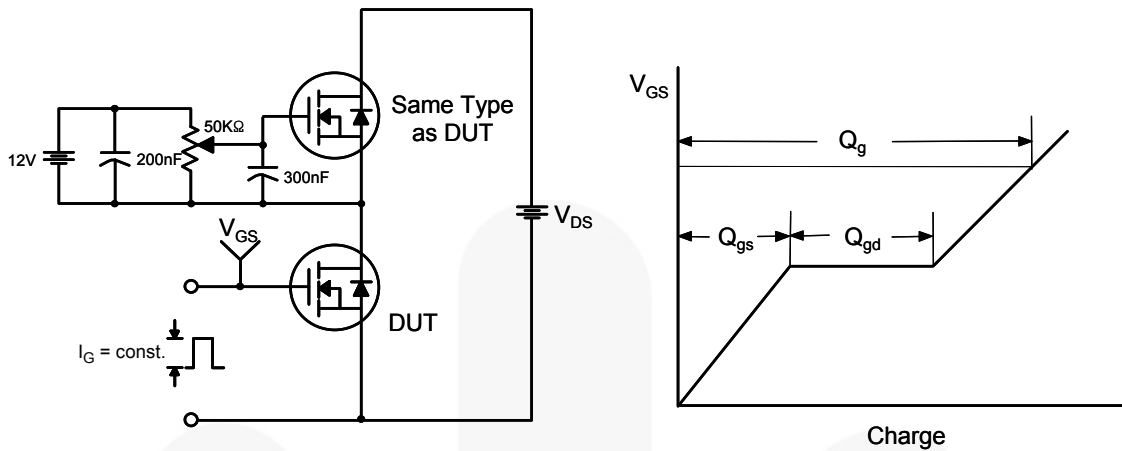 Same Type
as DUT
50KΩ
12V
200nF
300nF
V_GS
V_DS
DUT
I_G = const.
V_GS
Q_g
Q_gs
Q_gd
Charge